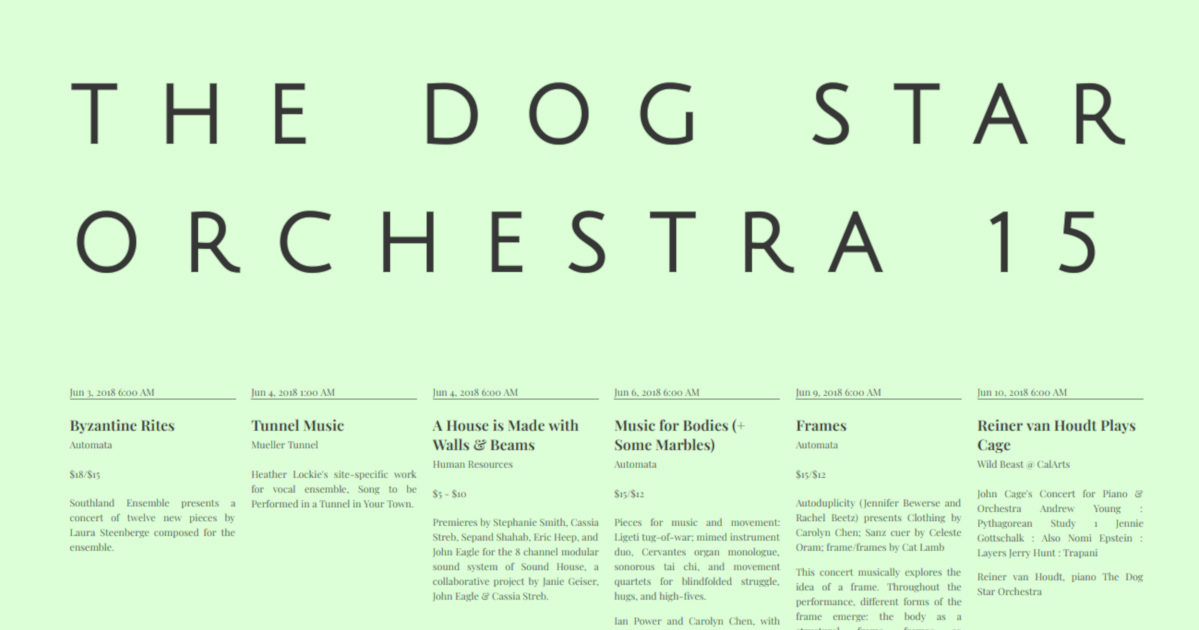 THE DOG STAR
ORCHESTRA 15
Jun 3, 2018 6:00 AM
Byzantine Rites
Automata
$18/$15
Southland Ensemble presents a
concert of twelve new pieces by
Laura Steenberge composed for the
ensemble.
Jun 4, 2018 1:00 AM
Tunnel Music
Mueller Tunnel
Heather Lockie's site-specific work
for vocal ensemble, Song to be
Performed in a Tunnel in Your Town.
Jun 4, 2018 6:00 AM
A House is Made with
Walls & Beams
Human Resources
$5 - $10
Premieres by Stephanie Smith, Cassia
Streb, Sepand Shahab, Eric Heep, and
John Eagle for the 8 channel modular
sound system of Sound House, a
collaborative project by Janie Geiser,
John Eagle & Cassia Streb.
Jun 6, 2018 6:00 AM
Music for Bodies (+
Some Marbles)
Automata
$15/$12
Pieces for music and movement:
Ligeti tug-of-war; mimed instrument
duo, Cervantes organ monologue,
sonorous tai chi, and movement
quartets for blindfolded struggle,
hugs, and high-fives.
Ian Power and Carolyn Chen, with
Jun 9, 2018 6:00 AM
Frames
Automata
$15/$12
Autoduplicity (Jennifer Bewerse and
Rachel Beetz) presents Clothing by
Carolyn Chen; Sanz cuer by Celeste
Oram; frame/frames by Cat Lamb
This concert musically explores the
idea of a frame. Throughout the
performance, different forms of the
frame emerge: the body as a
Jun 10, 2018 6:00 AM
Reiner van Houdt Plays
Cage
Wild Beast @ CalArts
John Cage's Concert for Piano &
Orchestra Andrew Young :
Pythagorean Study 1 Jennie
Gottschalk : Also Nomi Epstein :
Layers Jerry Hunt : Trapani
Reiner van Houdt, piano The Dog
Star Orchestra